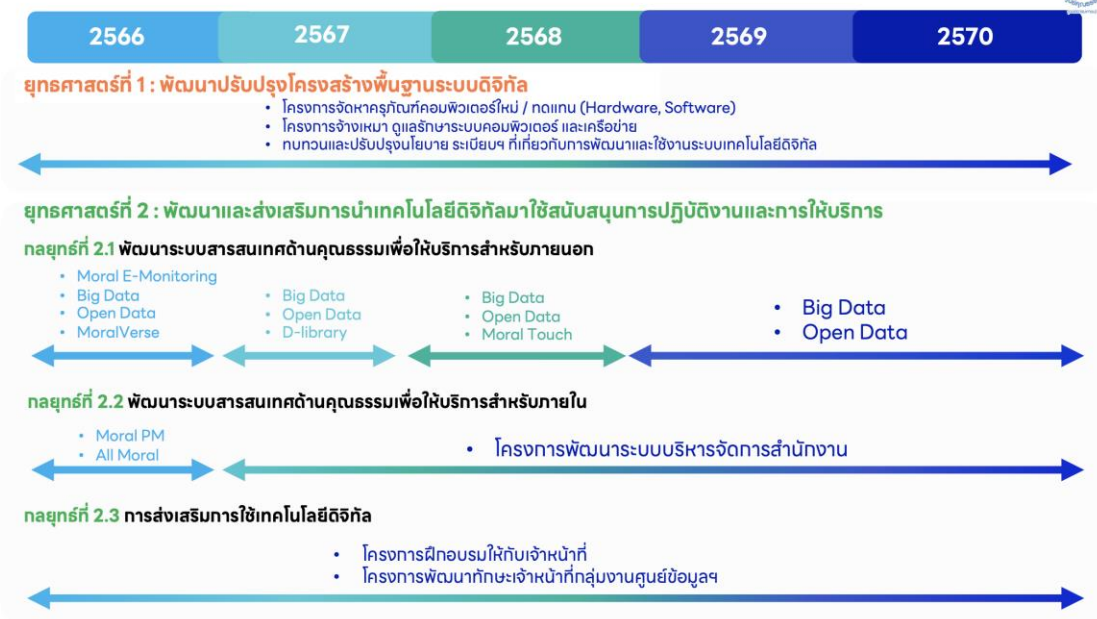 2566 2567 2568 2569 2570
ยุทธศาสตร์ที่ 1 : พัฒนาปรับปรุงโครงสร้างพื้นฐานระบบดิจิทัล
• โครงการจัดหาครุภัณฑ์คอมพิวเตอร์ใหม่ / ทดแทน (Hardware, Software)
• โครงการจ้างเหมา ดูแลรักษาระบบคอมพิวเตอร์ และเครือข่าย
• ทบทวนและปรับปรุงนโยบาย ระเบียบฯ ที่เกี่ยวกับการพัฒนาและใช้งานระบบเทคโนโลยีดิจิทัล
ยุทธศาสตร์ที่ 2 : พัฒนาและส่งเสริมการนำเทคโนโลยีดิจิทัลมาใช้สนับสนุนการปฏิบัติงานและการให้บริการ
กลยุทธ์ที่ 2.1 พัฒนาระบบสารสนเทศด้านคุณธรรมเพื่อให้บริการสำหรับภายนอก
• Moral E-Monitoring
• Big Data
• Open Data
• MoralVerse
• Big Data
• Open Data
• D-library
• Big Data
• Open Data
• Moral Touch
• Big Data
• Open Data
กลยุทธ์ที่ 2.2 พัฒนาระบบสารสนเทศด้านคุณธรรมเพื่อให้บริการสำหรับภายใน
• Moral PM
• All Moral
• โครงการพัฒนาระบบบริหารจัดการสำนักงาน
กลยุทธ์ที่ 2.3 การส่งเสริมการใช้เทคโนโลยีดิจิทัล
• โครงการฝึกอบรมให้กับเจ้าหน้าที่
• โครงการพัฒนาทักษะเจ้าหน้าที่กลุ่มงานศูนย์ข้อมูลฯ